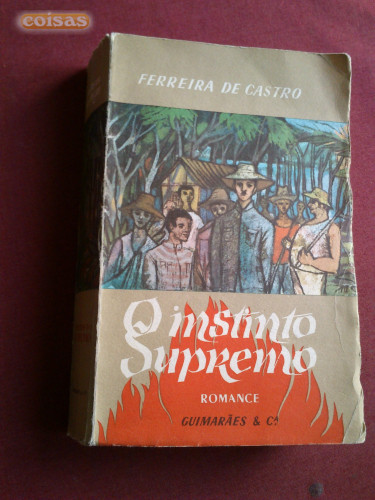 coisas
FERREIRA DE CASTRO
O instinto
Supremo
ROMANCE
GUIMARÃES & Cª